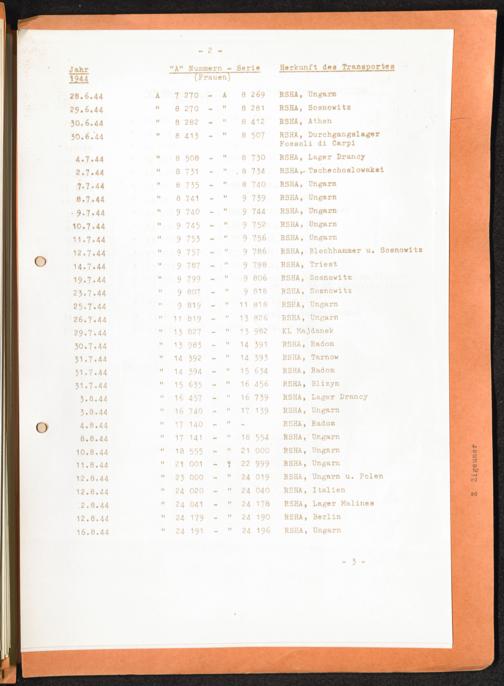 - 2 -
Jahr "A" Nummern - Serie Herkunft des Transportes
1944 (Frauen)
28.6.44 A 7 270 - A 8 269 RSHA, Ungarn
29.6.44 " 8 270 - " 8 281 RSHA, Sosnowitz
30.6.44 " 8 282 - " 8 412 RSHA, Athen
30.6.44 " 8 413 - " 8 507 RSHA, Durchgangslager
Fossoli di Carpi
4.7.44 " 8 508 - " 8 730 RSHA, Lager Drancy
2.7.44 " 8 731 - " 8 734 RSHA, Tschechoslowakei
7.7.44 " 8 735 - " 8 740 RSHA, Ungarn
8.7.44 " 8 741 - " 9 739 RSHA, Ungarn
9.7.44 " 9 740 - " 9 744 RSHA, Ungarn
10.7.44 " 9 745 - " 9 752 RSHA, Ungarn
11.7.44 " 9 753 - " 9 756 RSHA, Ungarn
12.7.44 " 9 757 - " 9 786 RSHA, Blechhammer u. Sosnowitz
14.7.44 " 9 787 - " 9 798 RSHA, Triest
19.7.44 " 9 799 - " 9 806 RSHA, Sosnowitz
23.7.44 " 9 807 - " 9 818 RSHA, Sosnowitz
25.7.44 " 9 819 - " 11 818 RSHA, Ungarn
26.7.44 " 11 819 - " 13 826 RSHA, Ungarn
29.7.44 " 13 827 - " 13 982 KL Majdanek
30.7.44 " 13 983 - " 14 391 RSHA, Radom
31.7.44 " 14 392 - " 14 393 RSHA, Tarnow
31.7.44 " 14 394 - " 15 634 RSHA, Radom
31.7.44 " 15 635 - " 16 456 RSHA, Blizyn
3.8.44 " 16 457 - " 16 739 RSHA, Lager Drancy
3.8.44 " 16 740 - " 17 139 RSHA, Ungarn
4.8.44 " 17 140 - " - RSHA, Radom
8.8.44 " 17 141 - " 18 554 RSHA, Ungarn
10.8.44 " 18 555 - " 21 000 RSHA, Ungarn
11.8.44 " 21 001 - " 22 999 RSHA, Ungarn
12.8.44 " 23 000 - " 24 019 RSHA, Ungarn u. Polen
12.8.44 " 24 020 - " 24 040 RSHA, Italien
2.8.44 " 24 041 - " 24 178 RSHA, Lager Malines
12.8.44 " 24 179 - " 24 190 RSHA, Berlin
16.8.44 " 24 191 - " 24 196 RSHA, Ungarn
- 3 -
Z Zigeuner